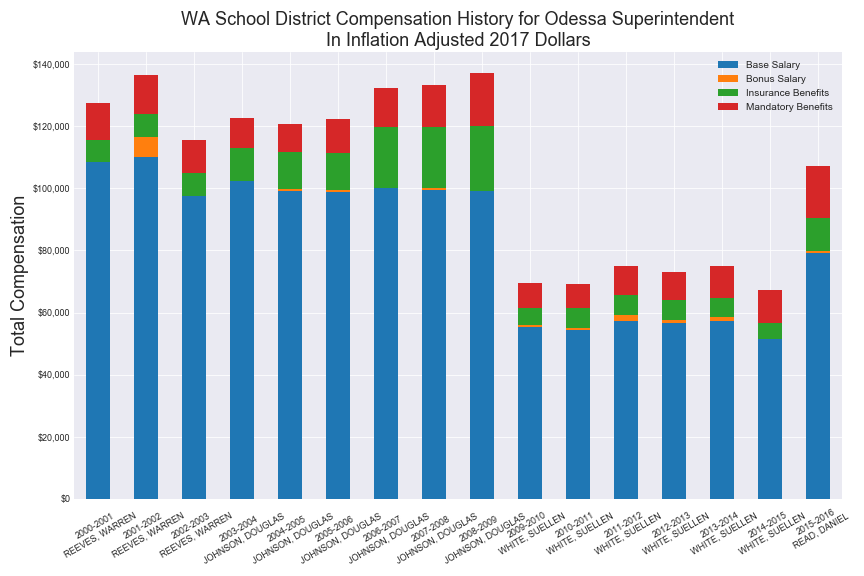 WA School District Compensation History for Odessa Superintendent
In Inflation Adjusted 2017 Dollars
Base Salary
Bonus Salary
Insurance Benefits
Mandatory Benefits
Total Compensation
$140,000
$120,000
$100,000
$80,000
$60,000
$40,000
$20,000
$0
2000-2001
REEVES, WARREN
2001-2002
REEVES, WARREN
2002-2003
REEVES, WARREN
2003-2004
JOHNSON, DOUGLAS
2004-2005
JOHNSON, DOUGLAS
2005-2006
JOHNSON, DOUGLAS
2006-2007
JOHNSON, DOUGLAS
2007-2008
JOHNSON, DOUGLAS
2008-2009
JOHNSON, DOUGLAS
2009-2010
WHITE, SUELLEN
2010-2011
WHITE, SUELLEN
2011-2012
WHITE, SUELLEN
2012-2013
WHITE, SUELLEN
2013-2014
WHITE, SUELLEN
2014-2015
WHITE, SUELLEN
2015-2016
READ, DANIEL